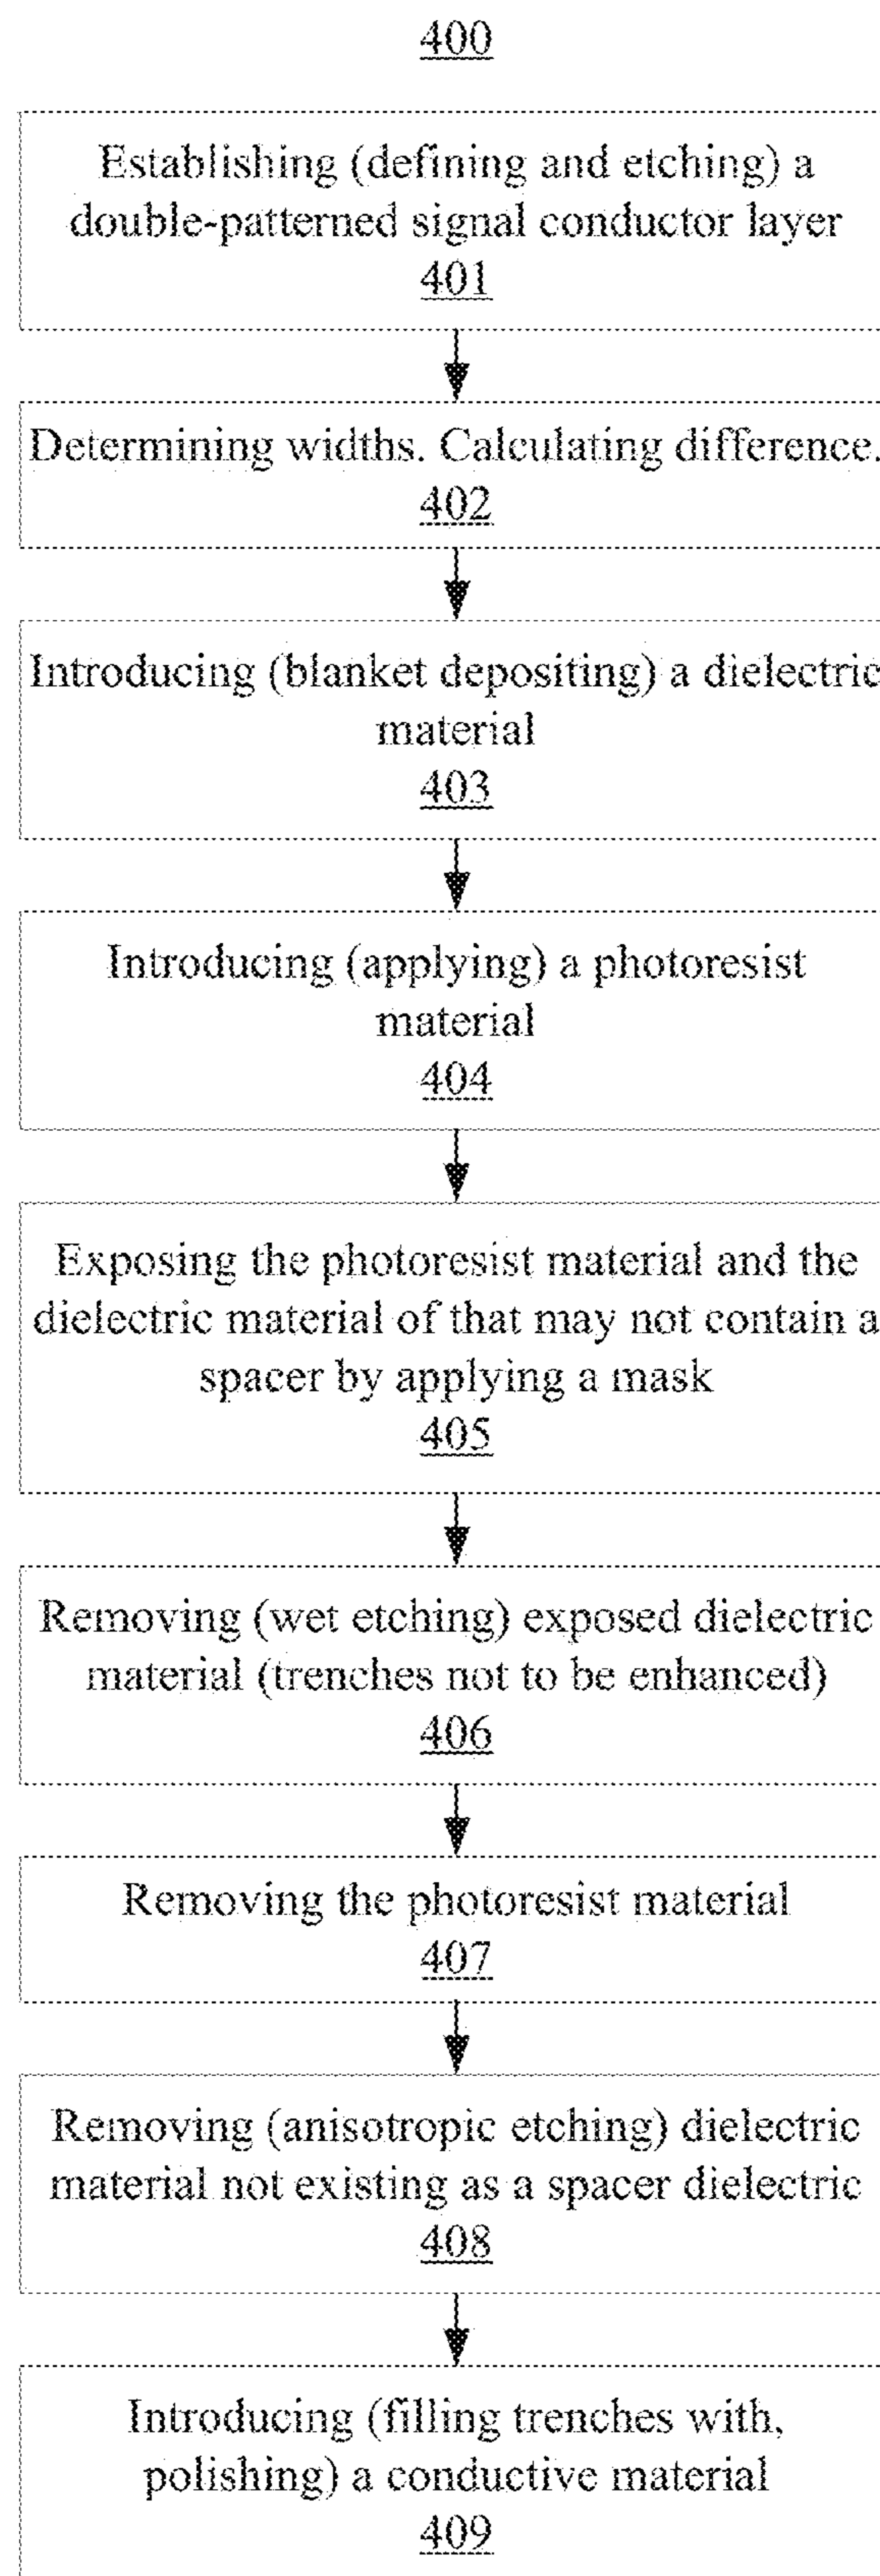 400
Establishing (defining and etching) a
double-patterned signal conductor layer
401
Determining widths. Calculating difference.
402
Introducing (blanket depositing) a dielectric
material
403
Introducing (applying) a photoresist
material
404
Exposing the photoresist material and the
dielectric material of that may not contain a
spacer by applying a mask
405
Removing (wet etching) exposed dielectric
material (trenches not to be enhanced)
406
Removing the photoresist material
407
Removing (anisotropic etching) dielectric
material not existing as a spacer dielectric
408
Introducing (filling trenches with,
polishing) a conductive material
409